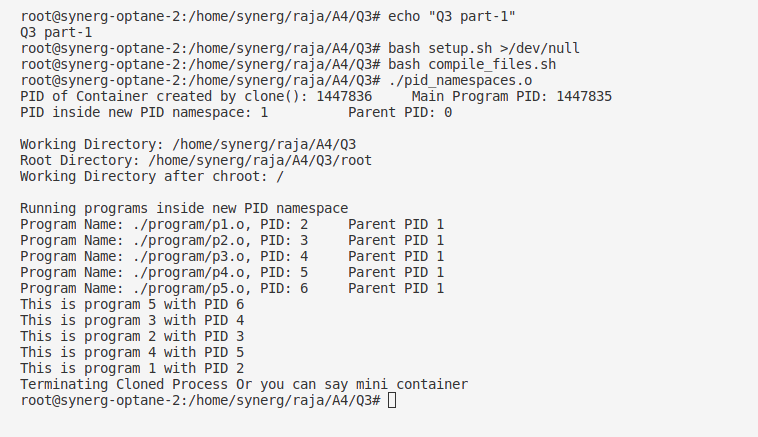 root@synerg-optane-2:/home/synerg/raja/A4/Q3# echo "Q3 part-1"
Q3 part-1
root@synerg-optane-2:/home/synerg/raja/A4/Q3# bash setup.sh >/dev/null
root@synerg-optane-2:/home/synerg/raja/A4/Q3# bash compile_files.sh
root@synerg-optane-2:/home/synerg/raja/A4/Q3# ./pid_namespaces.o
PID of Container created by clone(): 1447836     Main Program PID: 1447835
PID inside new PID namespace: 1          Parent PID: 0

Working Directory: /home/synerg/raja/A4/Q3
Root Directory: /home/synerg/raja/A4/Q3/root
Working Directory after chroot: /

Running programs inside new PID namespace
Program Name: ./program/p1.o, PID: 2     Parent PID 1
Program Name: ./program/p2.o, PID: 3     Parent PID 1
Program Name: ./program/p3.o, PID: 4     Parent PID 1
Program Name: ./program/p4.o, PID: 5     Parent PID 1
Program Name: ./program/p5.o, PID: 6     Parent PID 1
This is program 5 with PID 6
This is program 3 with PID 4
This is program 2 with PID 3
This is program 4 with PID 5
This is program 1 with PID 2
Terminating Cloned Process Or you can say mini container
root@synerg-optane-2:/home/synerg/raja/A4/Q3#